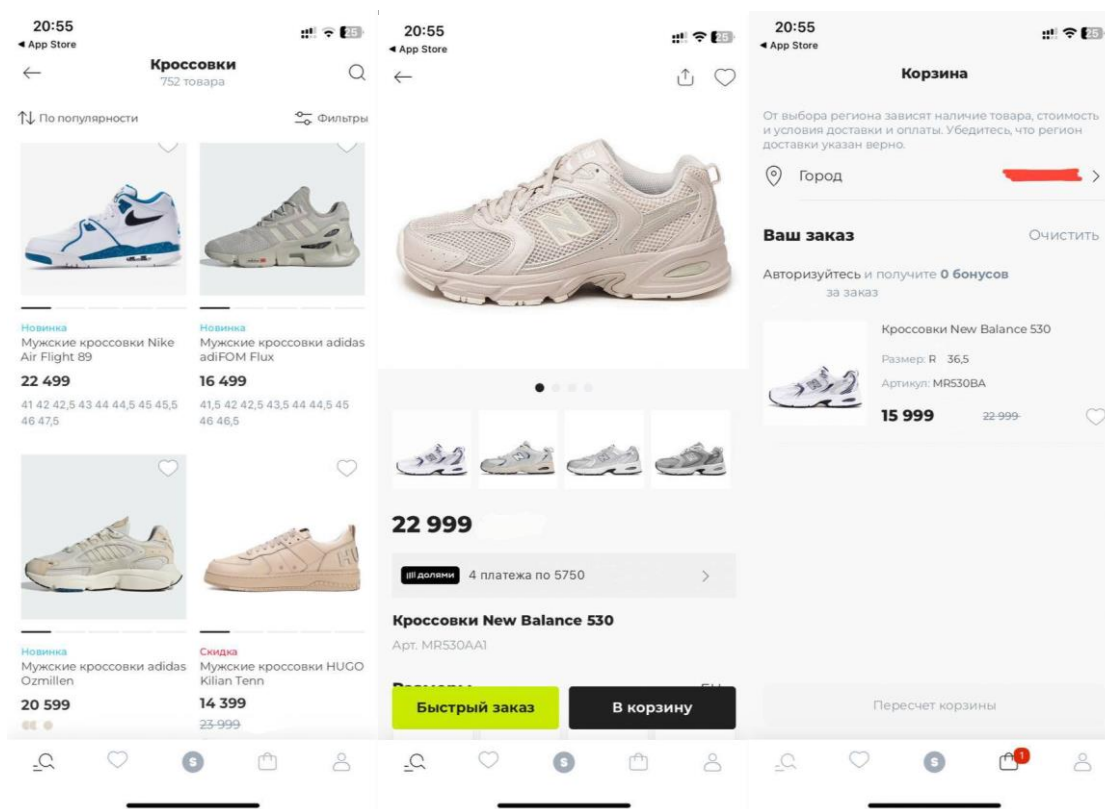 20:55
25
◀ App Store
Кроссовки
752 товара
По популярности
Фильтры
Новинка
Мужские кроссовки Nike
Air Flight 89
22 499
41 42 42,5 43 44 44,5 45 45,5
46 47,5
Новинка
Мужские кроссовки adidas
adiFOM Flux
16 499
41,5 42 42,5 43,5 44 44,5 45
46 46,5
HU
Новинка
Мужские кроссовки adidas
Ozmillen
20 599
Скидка
Мужские кроссовки HUGO
Kilian Tenn
14 399
23 999
S
20:55
25
◀ App Store
N
22 999
долями 4 платежа по 5750
Кроссовки New Balance 530
Арт. MR530AA1
Размеры
EU
Быстрый заказ
В корзину
S
20:55
25
◀ App Store
Корзина
От выбора региона зависят наличие товара, стоимость
и условия доставки и оплаты. Убедитесь, что регион
доставки указан верно.
Город
Ваш заказ
Очистить
Авторизуйтесь и получите 0 бонусов
за заказ
Кроссовки New Balance 530
Размер: R 36,5
Артикул: MR530BA
15 999
22 999
Пересчет корзины
S
1